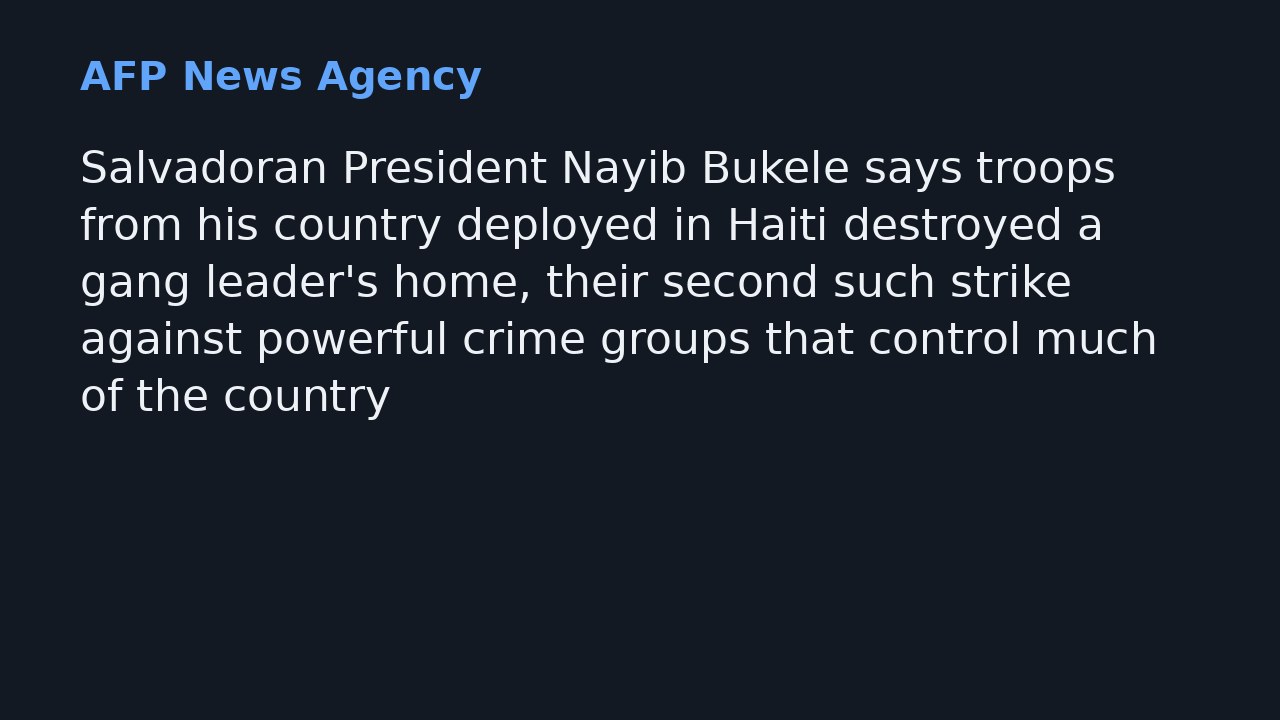 AFP News Agency
Salvadoran President Nayib Bukele says troops
from his country deployed in Haiti destroyed a
gang leader's home, their second such strike
against powerful crime groups that control much
of the country